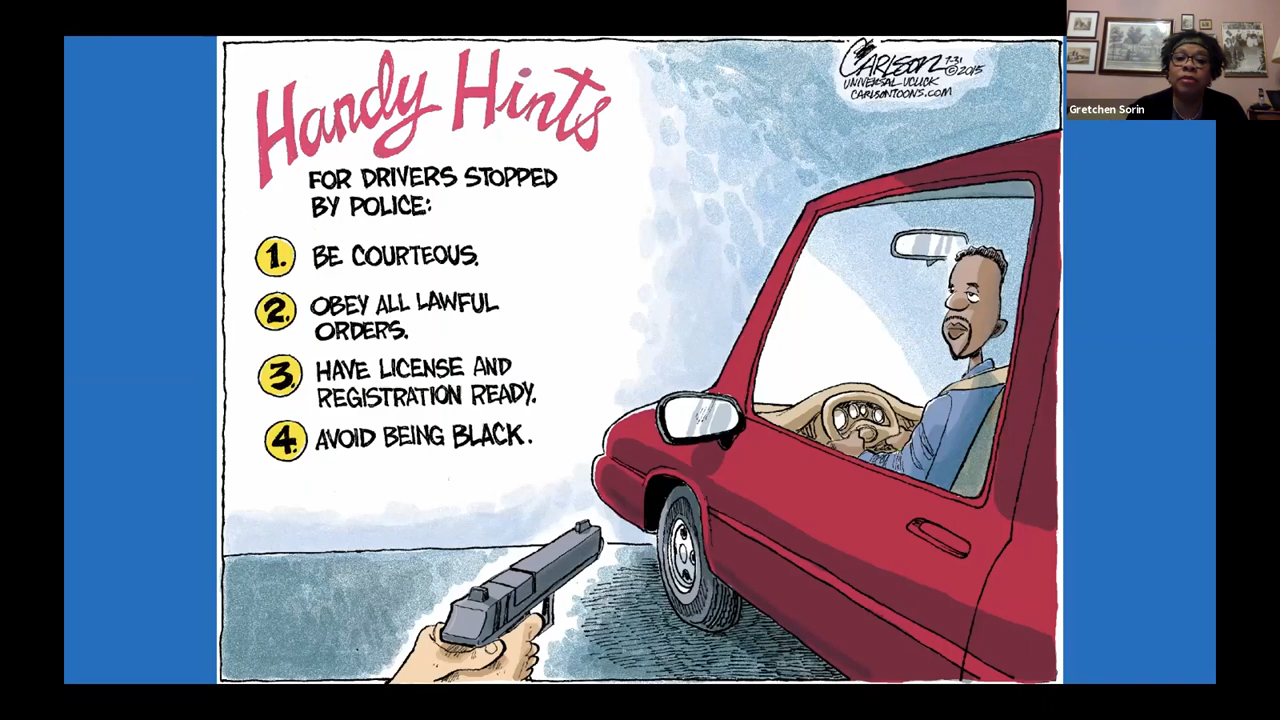 Handy Hints
FOR DRIVERS STOPPED
BY POLICE:
1. BE COURTEOUS.
2. OBEY ALL LAWFUL
ORDERS.
3. HAVE LICENSE AND
REGISTRATION READY.
4. AVOID BEING BLACK.
CARLSON 7-31
©2015
UNIVERSAL UCLICK
CARLSONTOONS.COM
Gretchen Sorin